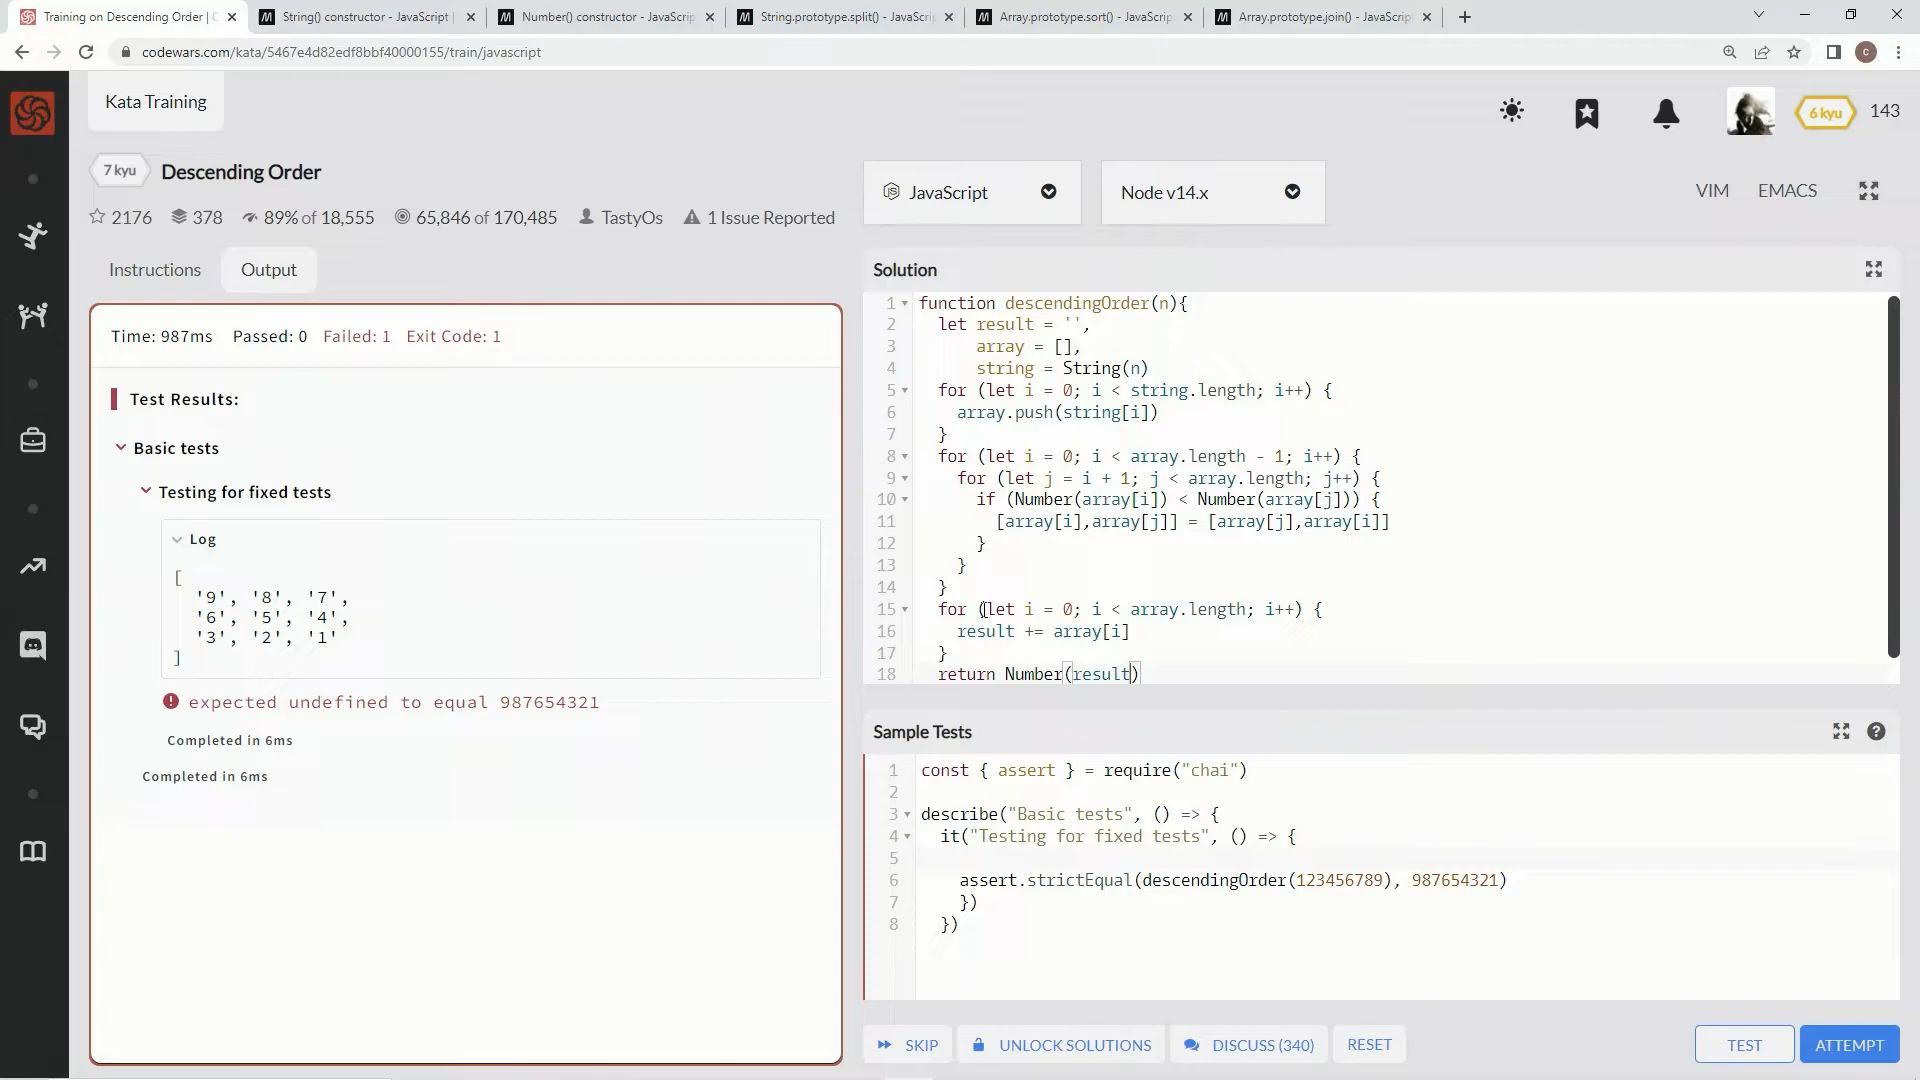 Training on Descending Order | C
String() constructor - JavaScript |
Number() constructor - JavaScrip
String.prototype.split() - JavaScrip
Array.prototype.sort() - JavaScrip
Array.prototype.join() - JavaScrip
codewars.com/kata/5467e4d82edf8bbf40000155/train/javascript
C
Kata Training
6 kyu
143
7 kyu
Descending Order
2176
378
89% of 18,555
65,846 of 170,485
TastyOs
1 Issue Reported
JavaScript
Node v14.x
VIM
EMACS
Instructions
Output
Time: 987ms Passed: 0 Failed: 1 Exit Code: 1
Test Results:
Basic tests
Testing for fixed tests
Log
[
'9', '8', '7',
'6', '5', '4',
'3', '2', '1'
]
expected undefined to equal 987654321
Completed in 6ms
Completed in 6ms
Solution
1 function descendingOrder(n){
2 let result = '',
3 array = [],
4 string = String(n)
5 for (let i = 0; i < string.length; i++) {
6 array.push(string[i])
7 }
8 for (let i = 0; i < array.length - 1; i++) {
9 for (let j = i + 1; j < array.length; j++) {
10 if (Number(array[i]) < Number(array[j])) {
11 [array[i],array[j]] = [array[j],array[i]]
12 }
13 }
14 }
15 for (let i = 0; i < array.length; i++) {
16 result += array[i]
17 }
18 return Number(result)
Sample Tests
1 const { assert } = require("chai")
2
3 describe("Basic tests", () => {
4 it("Testing for fixed tests", () => {
5
6 assert.strictEqual(descendingOrder(123456789), 987654321)
7 })
8 })
SKIP
UNLOCK SOLUTIONS
DISCUSS (340)
RESET
TEST
ATTEMPT